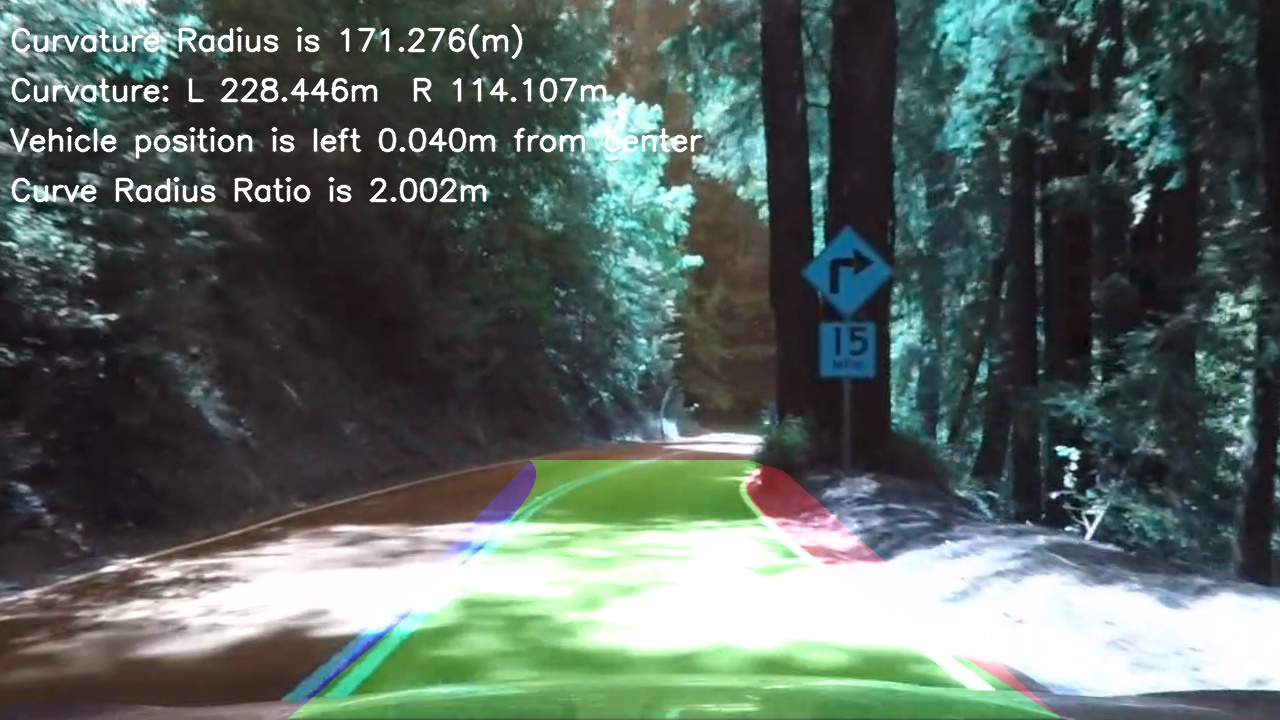 Curvature Radius is 171.276(m)
Curvature: L 228.446m R 114.107m
Vehicle position is left 0.040m from center
Curve Radius Ratio is 2.002m
15
MPH